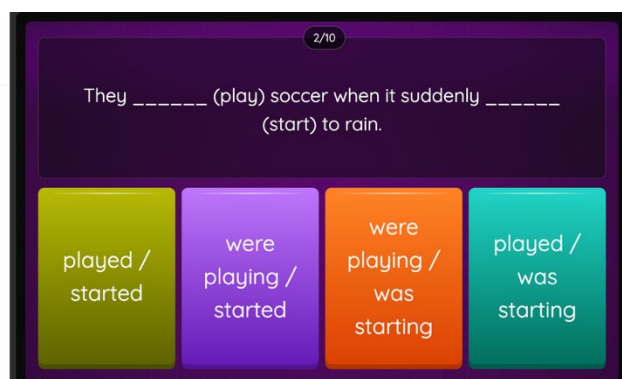 2/10
They ______ (play) soccer when it suddenly ______
(start) to rain.
played /
started
were
playing /
started
were
playing /
was
starting
played /
was
starting